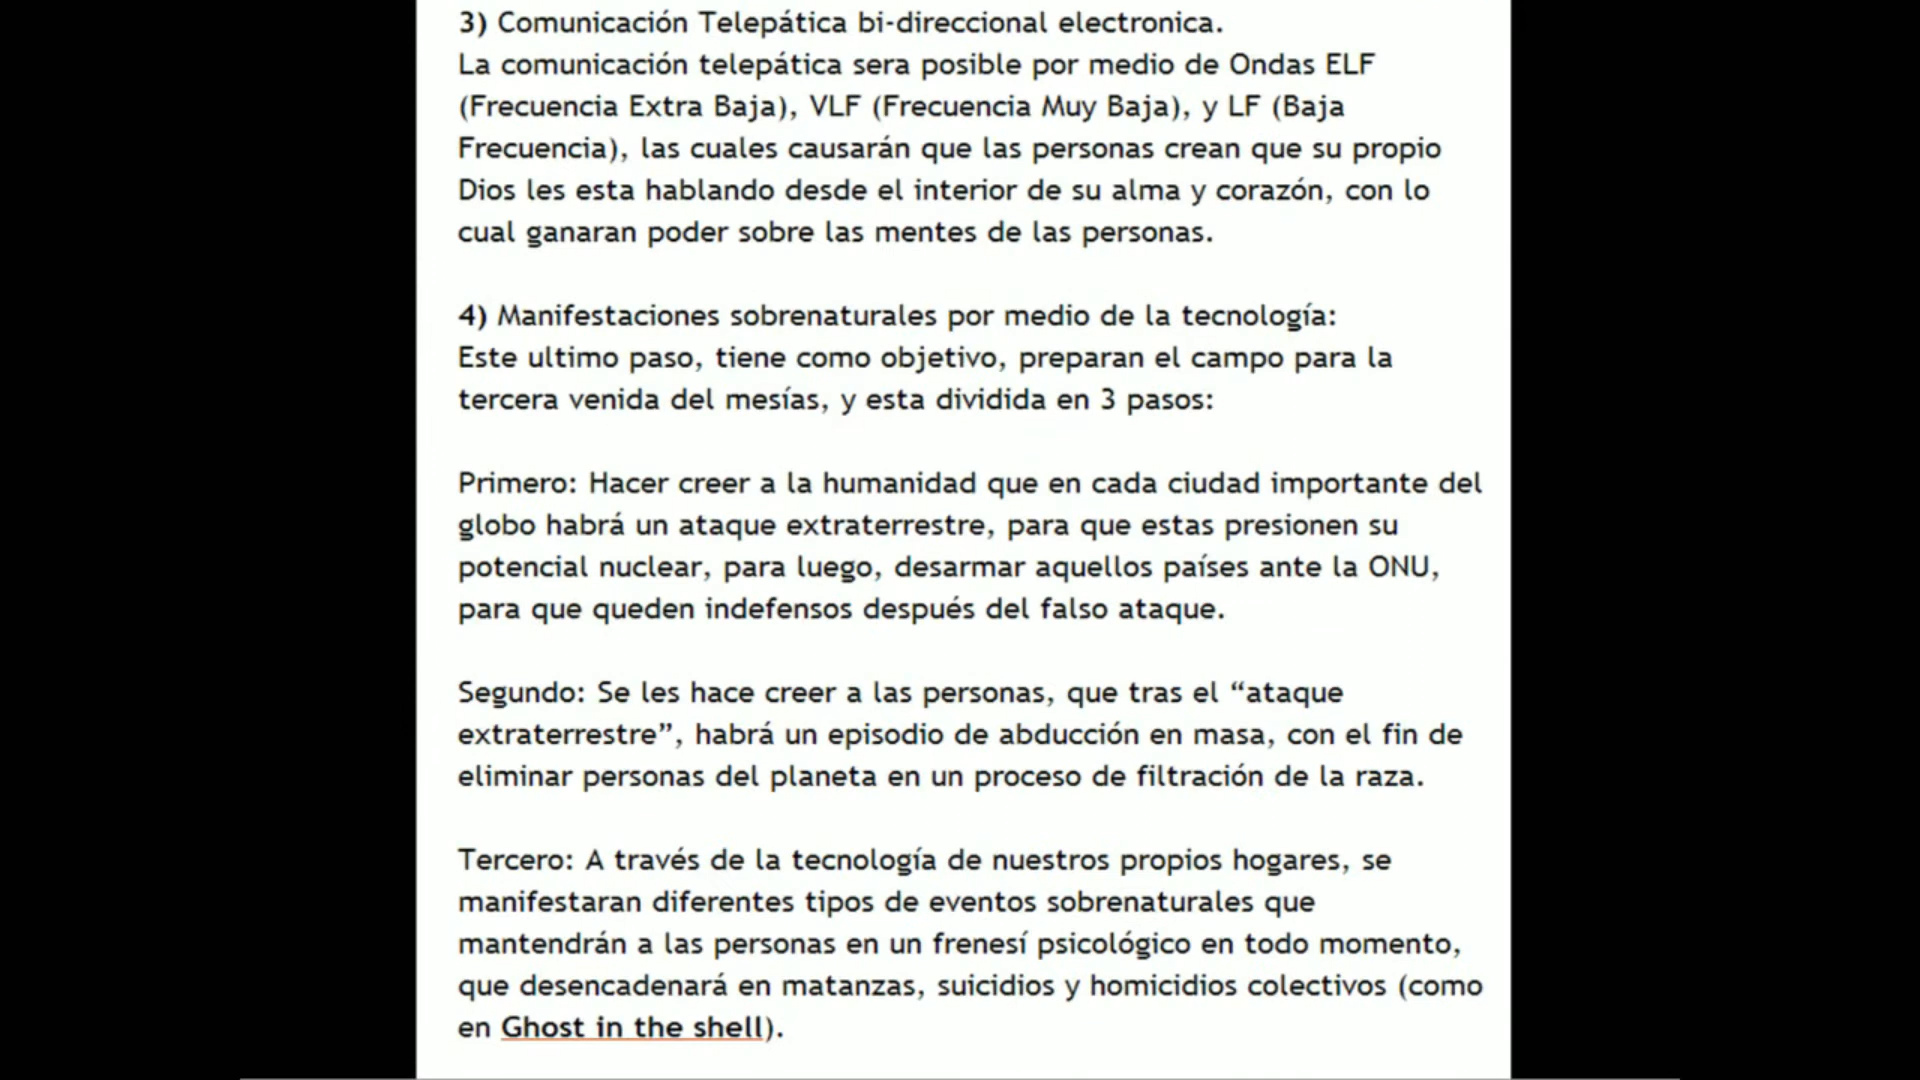 3) Comunicación Telepática bi-direccional electronica.
La comunicación telepática sera posible por medio de Ondas ELF
(Frecuencia Extra Baja), VLF (Frecuencia Muy Baja), y LF (Baja
Frecuencia), las cuales causarán que las personas crean que su propio
Dios les esta hablando desde el interior de su alma y corazón, con lo
cual ganaran poder sobre las mentes de las personas.
4) Manifestaciones sobrenaturales por medio de la tecnología:
Este ultimo paso, tiene como objetivo, preparan el campo para la
tercera venida del mesías, y esta dividida en 3 pasos:
Primero: Hacer creer a la humanidad que en cada ciudad importante del
globo habrá un ataque extraterrestre, para que estas presionen su
potencial nuclear, para luego, desarmar aquellos países ante la ONU,
para que queden indefensos después del falso ataque.
Segundo: Se les hace creer a las personas, que tras el “ataque
extraterrestre”, habrá un episodio de abducción en masa, con el fin de
eliminar personas del planeta en un proceso de filtración de la raza.
Tercero: A través de la tecnología de nuestros propios hogares, se
manifestaran diferentes tipos de eventos sobrenaturales que
mantendrán a las personas en un frenesí psicológico en todo momento,
que desencadenará en matanzas, suicidios y homicidios colectivos (como
en Ghost in the shell).